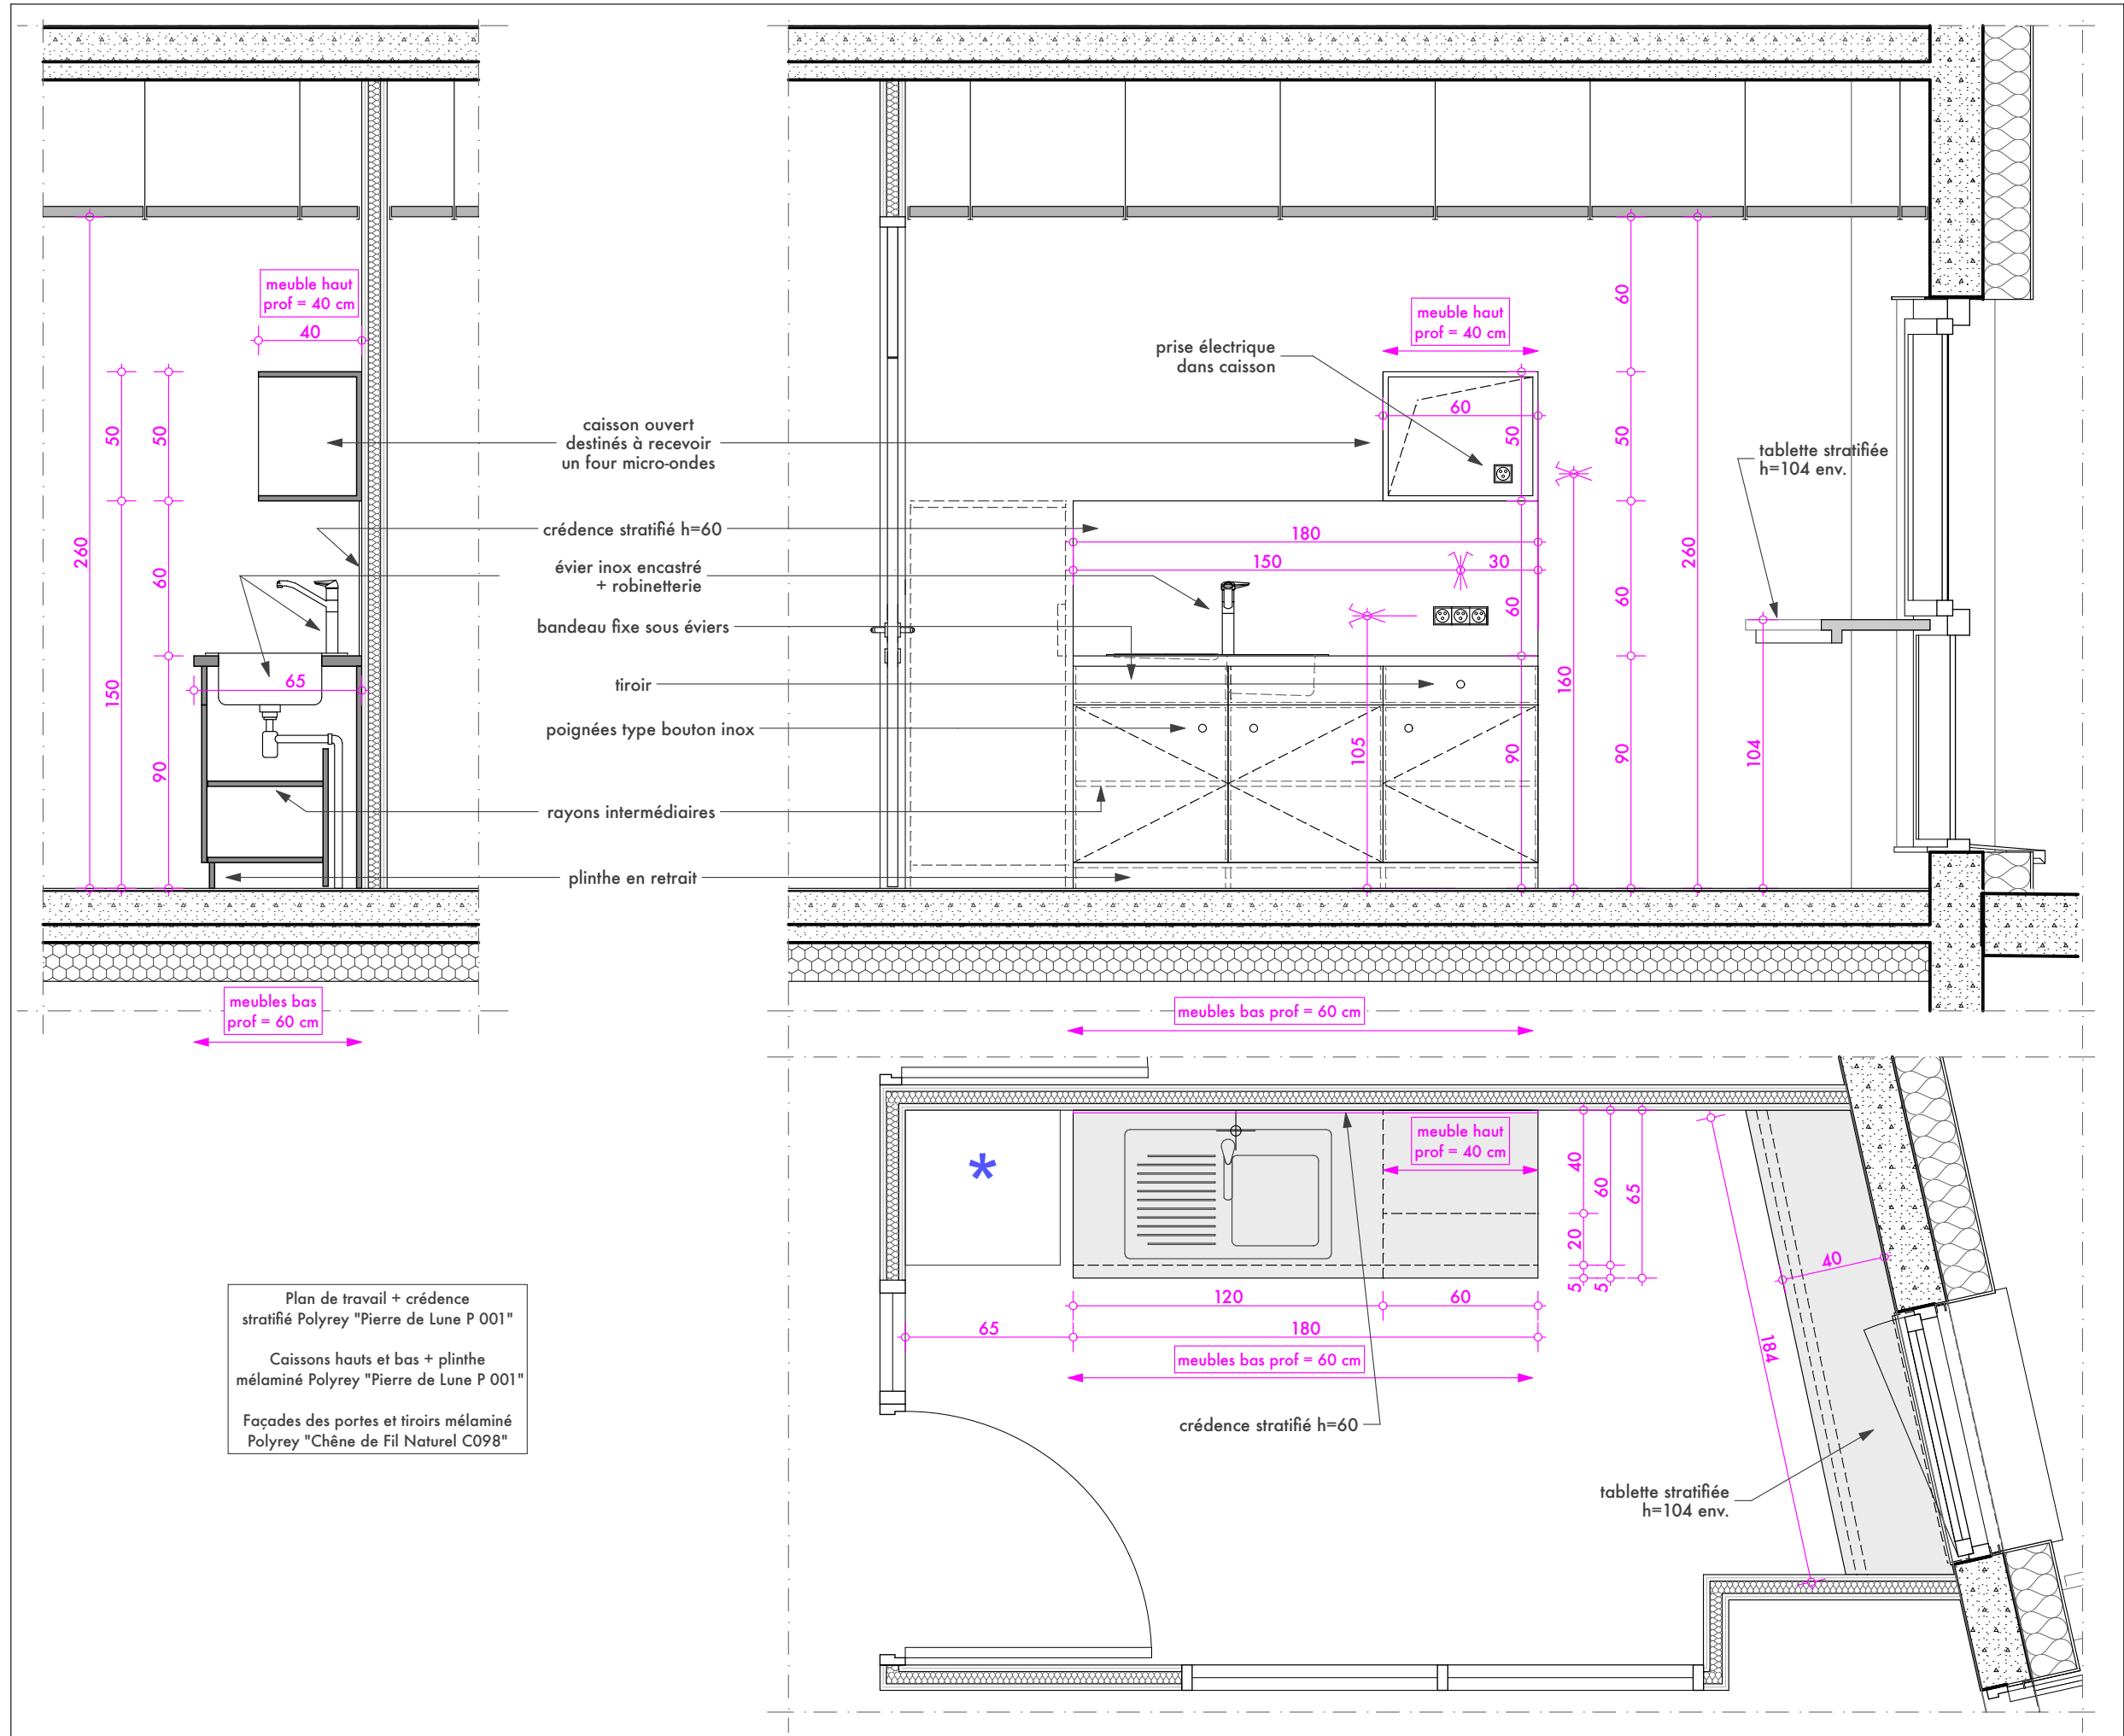 meuble haut
prof = 40 cm
40
50
50
260
60
150
90
65
meubles bas
prof = 60 cm
caisson ouvert
destinés à recevoir
un four micro-ondes
crédence stratifié h=60
évier inox encastré
+ robinetterie
bandeau fixe sous éviers
tiroir
poignées type bouton inox
rayons intermédiaires
plinthe en retrait
meuble haut
prof = 40 cm
prise électrique
dans caisson
60
50
60
50
tablette stratifiée
h=104 env.
180
150
30
60
60
260
160
105
90
90
104
meubles bas prof = 60 cm
meuble haut
prof = 40 cm
*
40
60
65
20
5
5
40
184
120
60
65
180
meubles bas prof = 60 cm
crédence stratifié h=60
tablette stratifiée
h=104 env.
Plan de travail + crédence
stratifié Polyrey "Pierre de Lune P 001"
Caissons hauts et bas + plinthe
mélaminé Polyrey "Pierre de Lune P 001"
Façades des portes et tiroirs mélaminé
Polyrey "Chêne de Fil Naturel C098"